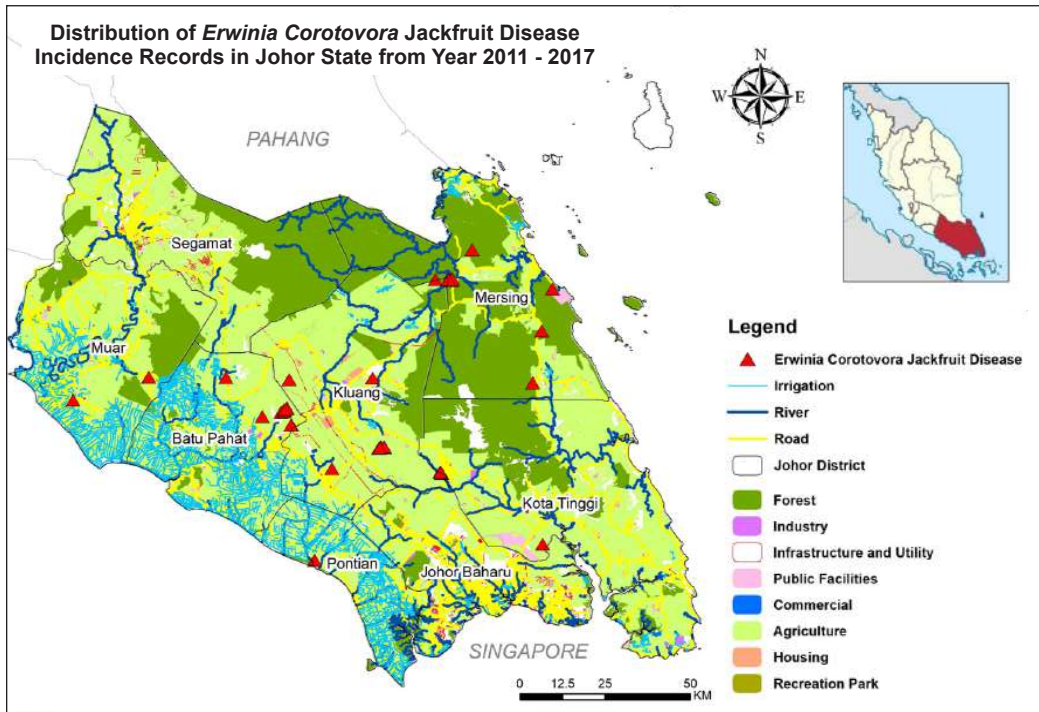 Distribution of Erwinia Corotovora Jackfruit Disease
Incidence Records in Johor State from Year 2011 - 2017
N
W E
S
PAHANG
Segamat
Mersing
Muar
Kluang
Batu Pahat
Kota Tinggi
Pontian
Johor Baharu
SINGAPORE
Legend
Erwinia Corotovora Jackfruit Disease
Irrigation
River
Road
Johor District
Forest
Industry
Infrastructure and Utility
Public Facilities
Commercial
Agriculture
Housing
Recreation Park
0 12.5 25 50
KM